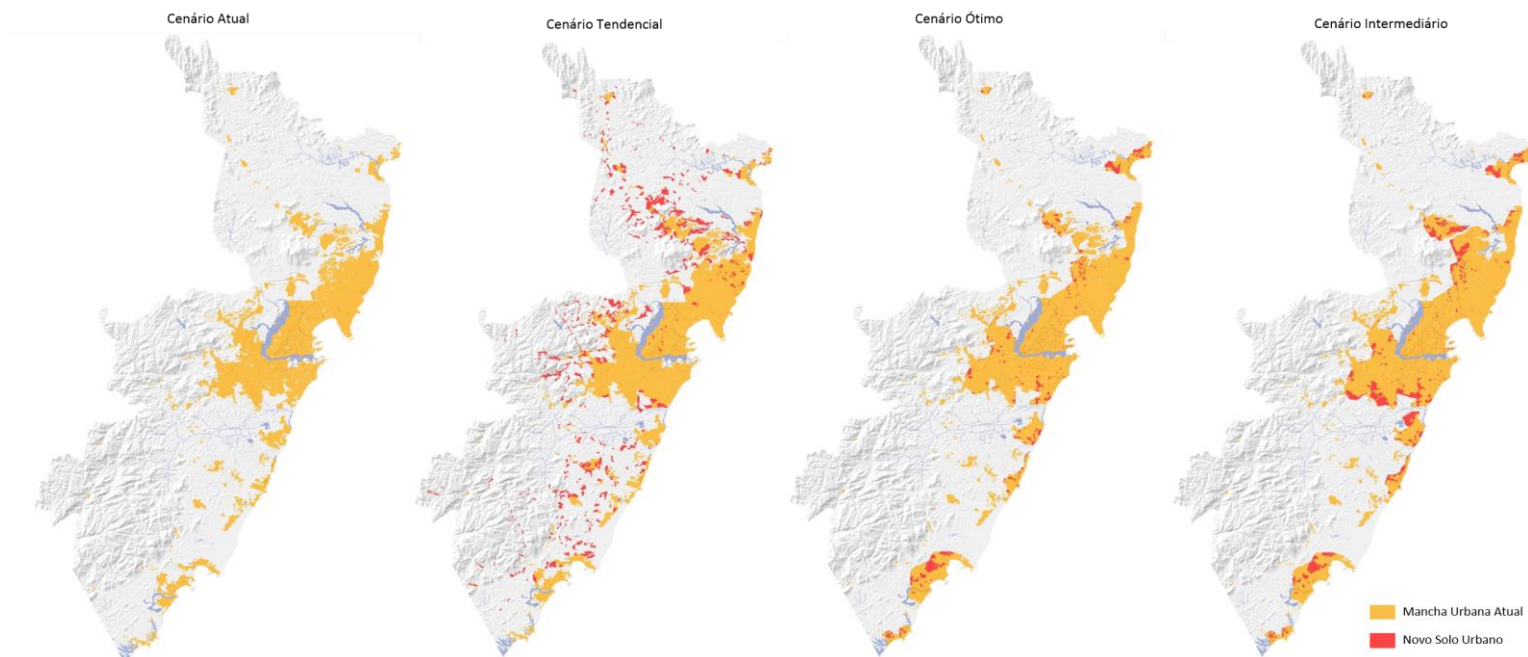 Cenário Atual
Cenário Tendencial
Cenário Ótimo
Cenário Intermediário
Mancha Urbana Atual
Novo Solo Urbano